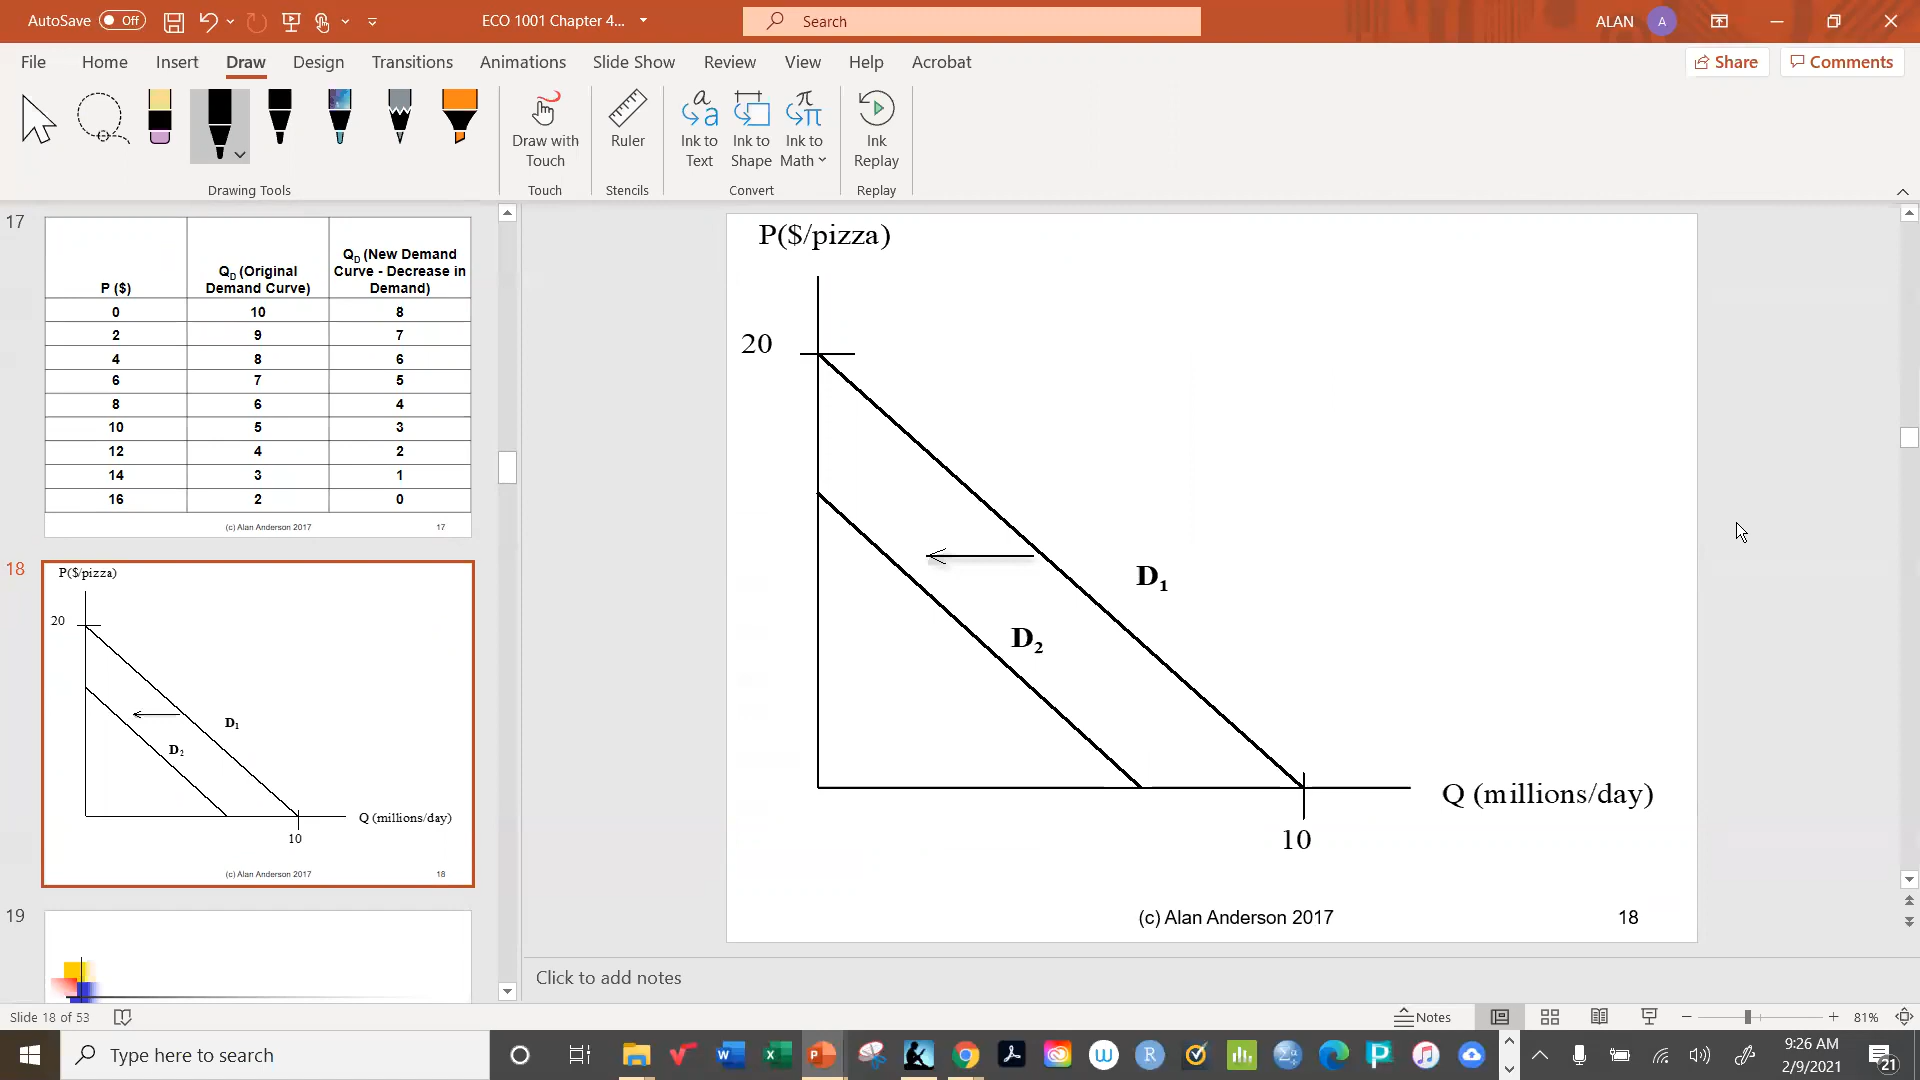 AutoSave Off
ECO 1001 Chapter 4...
Search
ALAN A
File Home Insert Draw Design Transitions Animations Slide Show Review View Help Acrobat
Share Comments
Draw with Touch
Ruler
Ink to Text
Ink to Shape
Ink to Math
Ink Replay
Drawing Tools Touch Stencils Convert Replay
17
P ($) Q_D (Original Demand Curve) Q_D (New Demand Curve - Decrease in Demand)
0 10 8
2 9 7
4 8 6
6 7 5
8 6 4
10 5 3
12 4 2
14 3 1
16 2 0
(c) Alan Anderson 2017 17
18
P($/pizza)
20
D1
D2
Q (millions/day)
10
(c) Alan Anderson 2017 18
19
P($/pizza)
20
D1
D2
Q (millions/day)
10
(c) Alan Anderson 2017 18
Click to add notes
Slide 18 of 53
Notes
81%
Type here to search
9:26 AM
2/9/2021
21